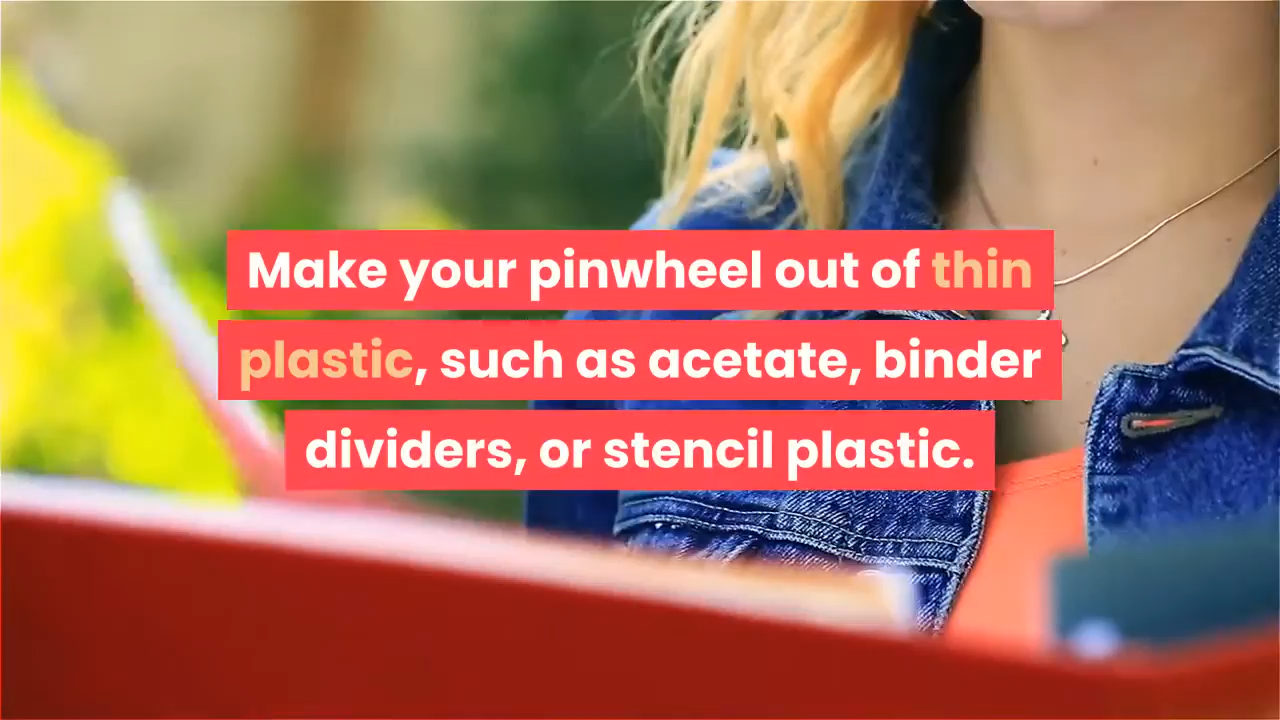 Make your pinwheel out of thin
plastic, such as acetate, binder
dividers, or stencil plastic.